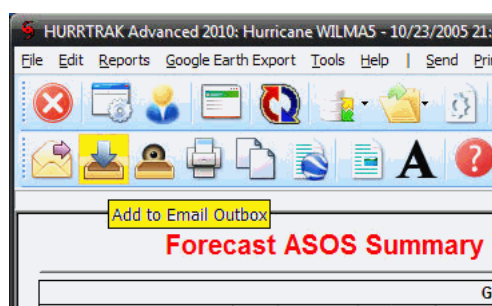 HURRTRAK Advanced 2010: Hurricane WILMA5 - 10/23/2005 21:
File Edit Reports Google Earth Export Tools Help | Send Pri
A ?
Add to Email Outbox
Forecast ASOS Summary
G